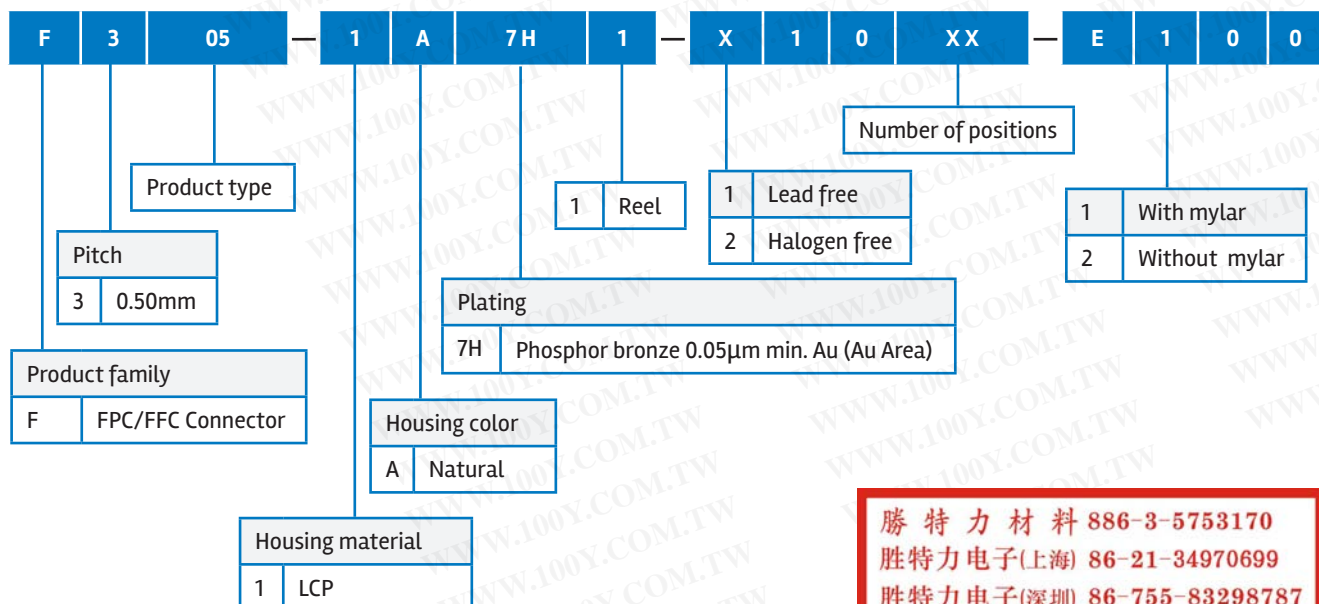 F 3 05 — 1 A 7H 1 — X 1 0 XX — E 1 0 0
Number of positions
Product type
1 Reel
1 Lead free
2 Halogen free
1 With mylar
2 Without mylar
Pitch
3 0.50mm
Plating
7H Phosphor bronze 0.05μm min. Au (Au Area)
Product family
F FPC/FFC Connector
Housing color
A Natural
Housing material
1 LCP
勝特力材料 886-3-5753170
胜特力电子(上海) 86-21-34970699
胜特力电子(深圳) 86-755-83298787
WWW.100Y.COM.TW